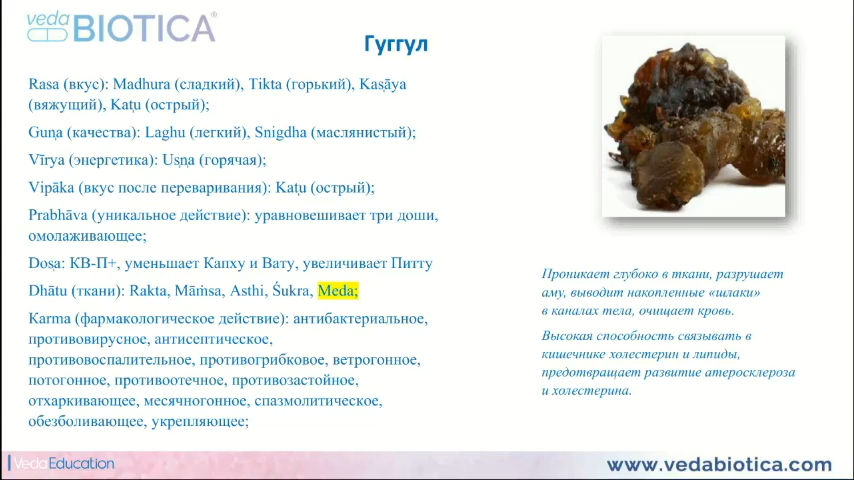 veda
BIOTICA®
Гуггул
Rasa (вкус): Madhura (сладкий), Tikta (горький), Kaṣāya
(вяжущий), Kaṭu (острый);
Guṇa (качества): Laghu (легкий), Snigdha (маслянистый);
Vīrya (энергетика): Uṣṇa (горячая);
Vipāka (вкус после переваривания): Kaṭu (острый);
Prabhāva (уникальное действие): уравновешивает три доши,
омолаживающее;
Doṣa: КВ-П+, уменьшает Капху и Вату, увеличивает Питту
Dhātu (ткани): Rakta, Māṁsa, Asthi, Śukra, Meda;
Karma (фармакологическое действие): антибактериальное,
противовирусное, антисептическое,
противовоспалительное, противогрибковое, ветрогонное,
потогонное, противоотечное, противозастойное,
отхаркивающее, месячногонное, спазмолитическое,
обезболивающее, укрепляющее;
Проникает глубоко в ткани, разрушает
аму, выводит накопленные «шлаки»
в каналах тела, очищает кровь.
Высокая способность связывать в
кишечнике холестерин и липиды,
предотвращает развитие атеросклероза
и холестерина.
VedaEducation
www.vedabiotica.com